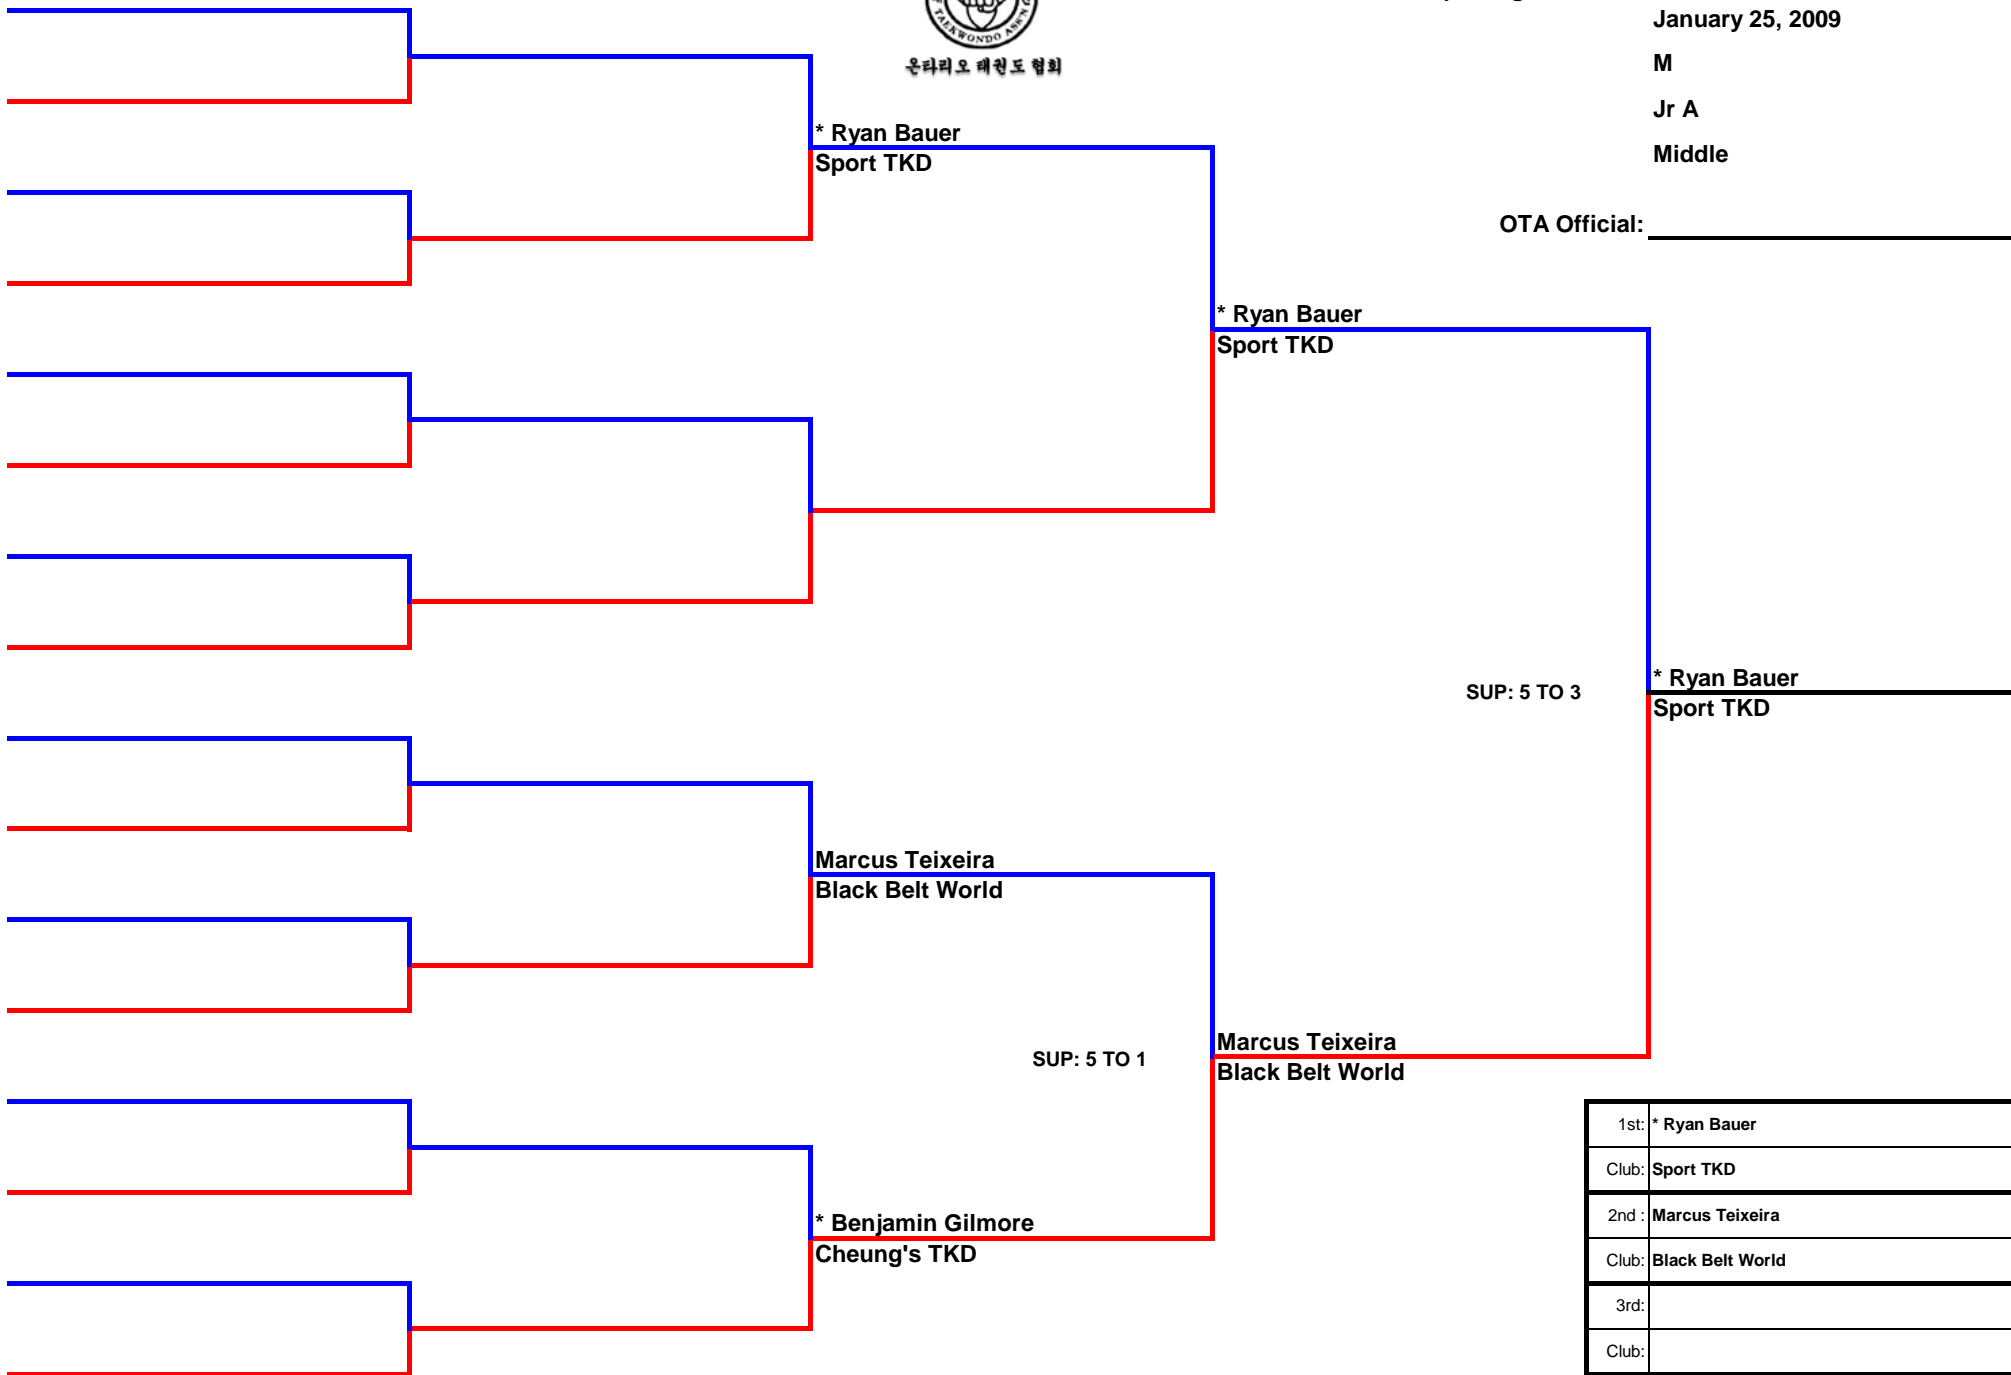 TAEKWONDO ASS'N
온타리오 태권도 협회
January 25, 2009
M
Jr A
Middle
OTA Official:
* Ryan Bauer
Sport TKD
* Ryan Bauer
Sport TKD
SUP: 5 TO 3
* Ryan Bauer
Sport TKD
Marcus Teixeira
Black Belt World
SUP: 5 TO 1
Marcus Teixeira
Black Belt World
* Benjamin Gilmore
Cheung's TKD
1st: * Ryan Bauer
Club: Sport TKD
2nd : Marcus Teixeira
Club: Black Belt World
3rd:
Club: